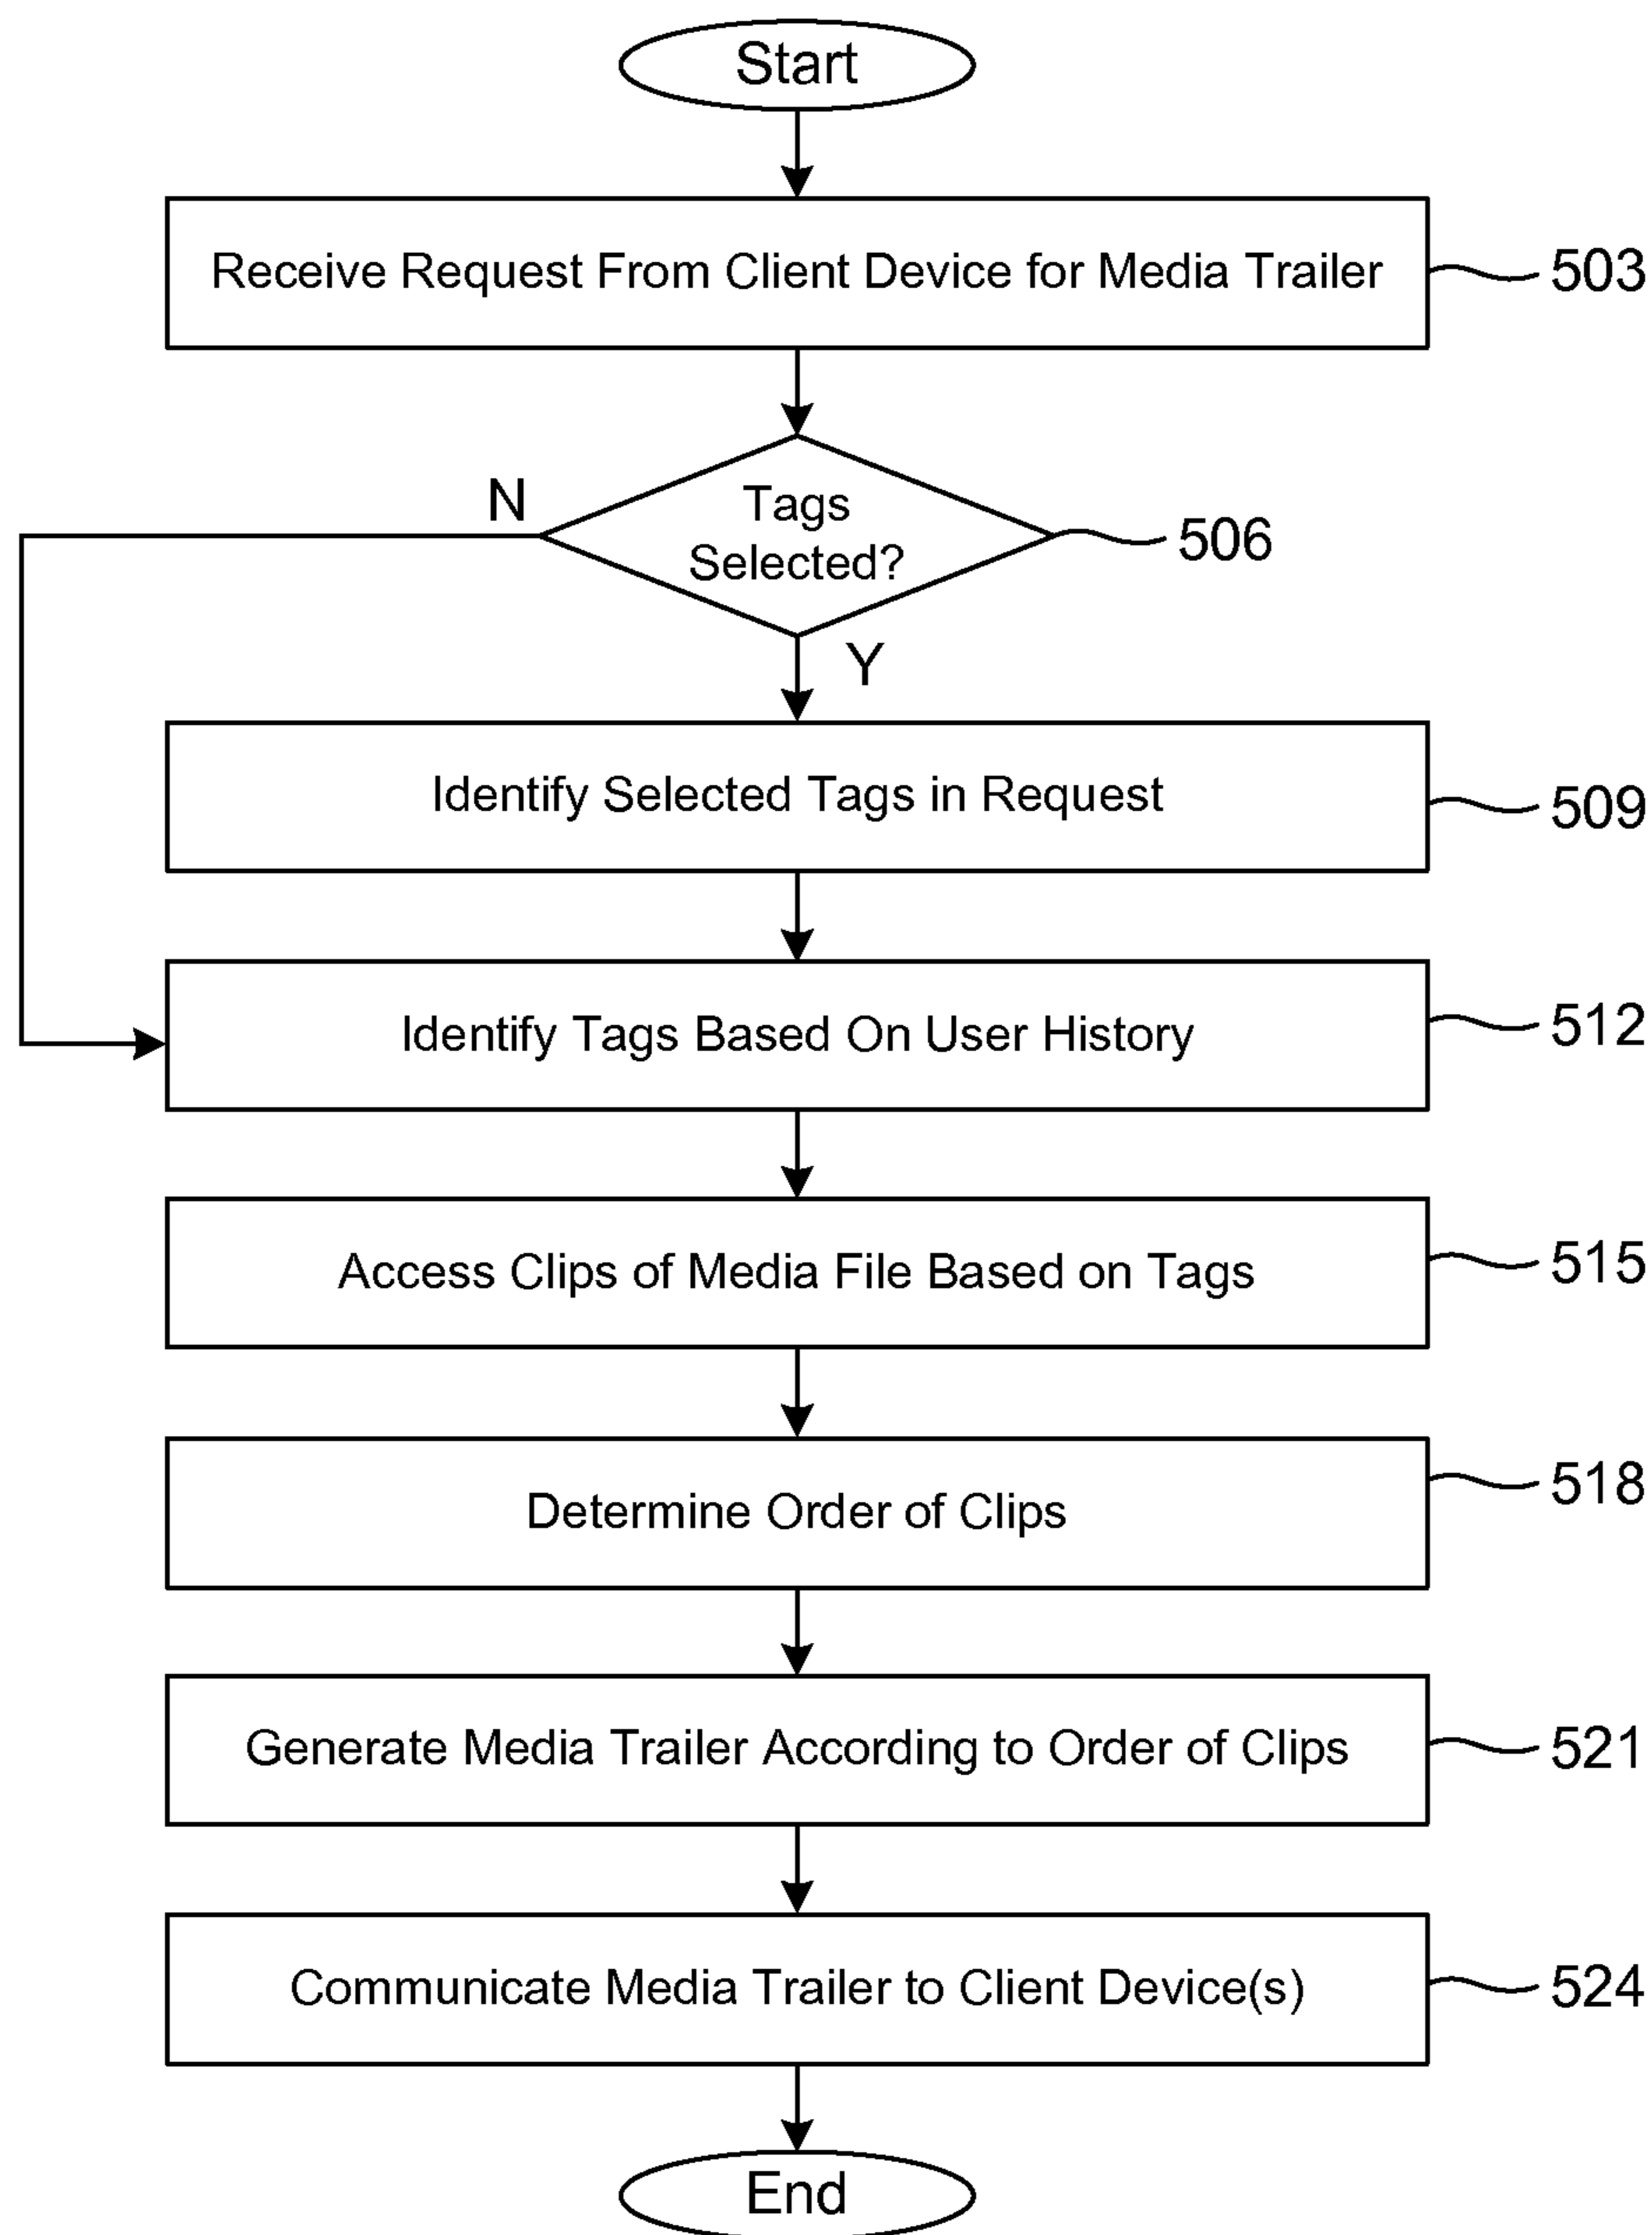 Start
Receive Request From Client Device for Media Trailer
503
N
Tags
Selected?
506
Y
Identify Selected Tags in Request
509
Identify Tags Based On User History
512
Access Clips of Media File Based on Tags
515
Determine Order of Clips
518
Generate Media Trailer According to Order of Clips
521
Communicate Media Trailer to Client Device(s)
524
End